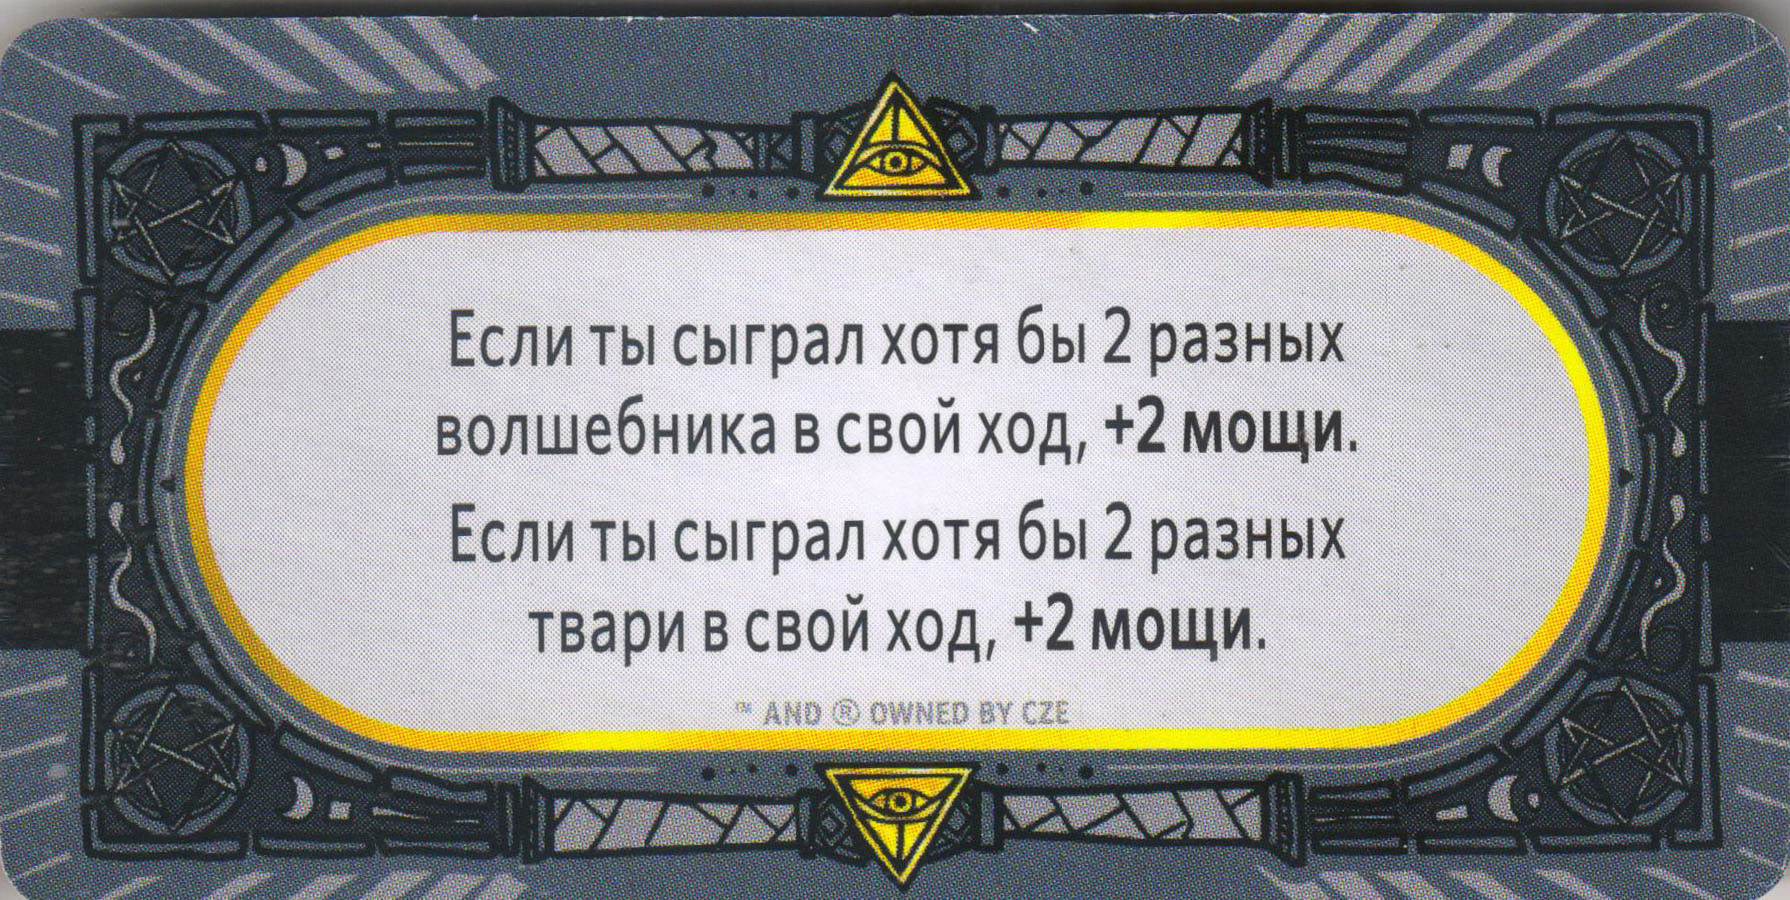 Если ты сыграл хотя бы 2 разных
волшебника в свой ход, +2 мощи.
Если ты сыграл хотя бы 2 разных
твари в свой ход, +2 мощи.
™ AND ® OWNED BY CZE